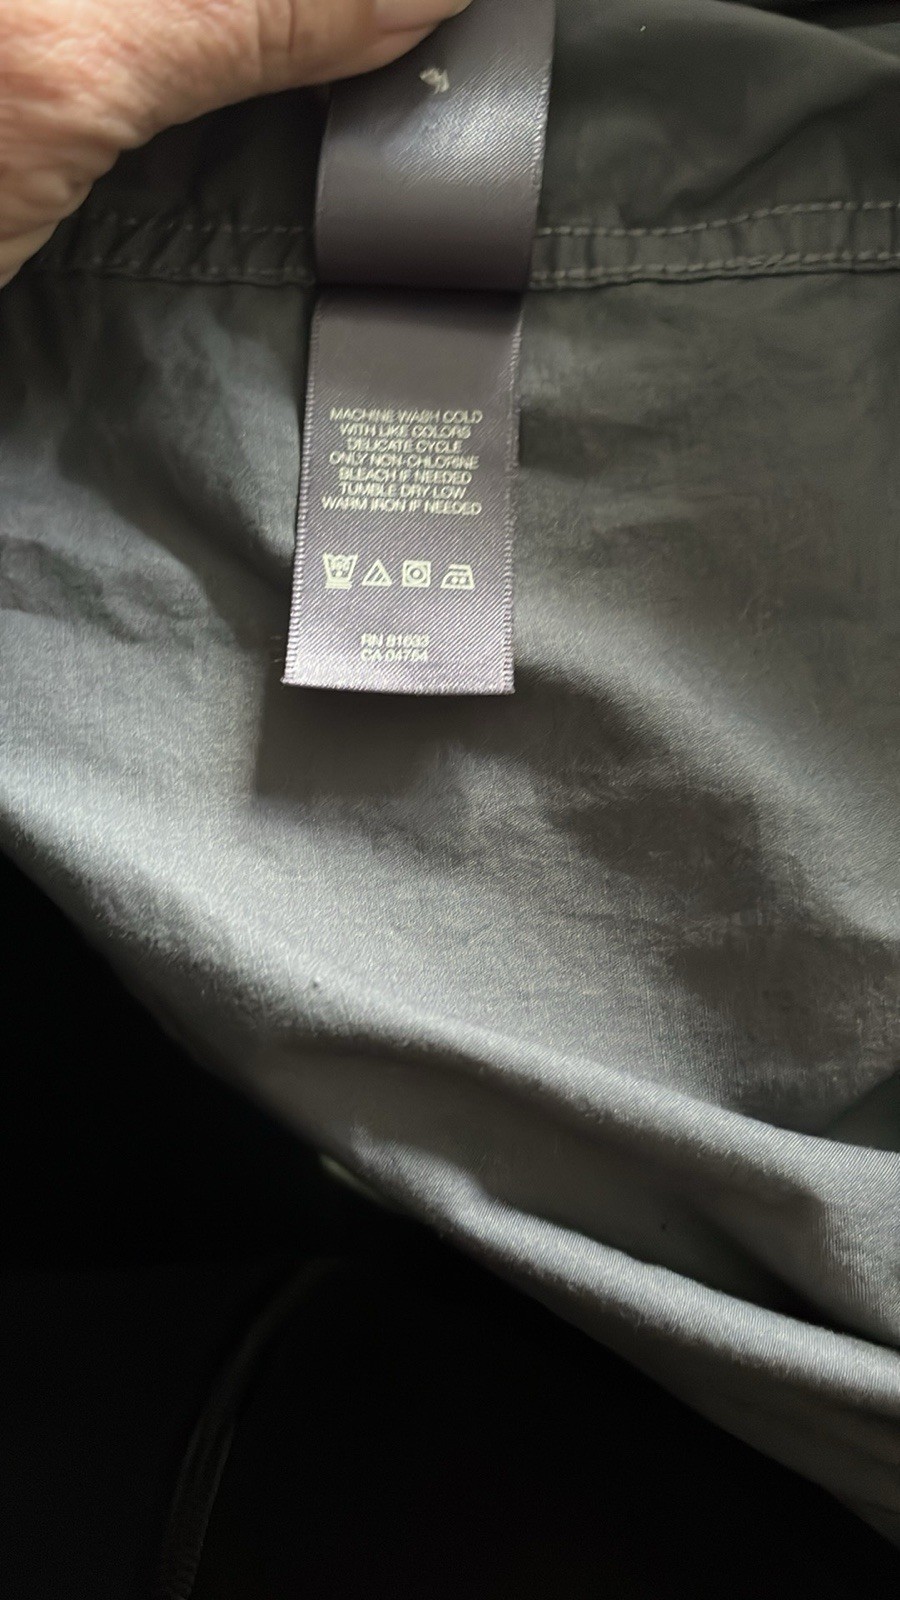 MACHINE WASH COLD
WITH LIKE COLORS
DELICATE CYCLE
ONLY NON-CHLORINE
BLEACH IF NEEDED
TUMBLE DRY LOW
WARM IRON IF NEEDED
RN 81633
CA 04754